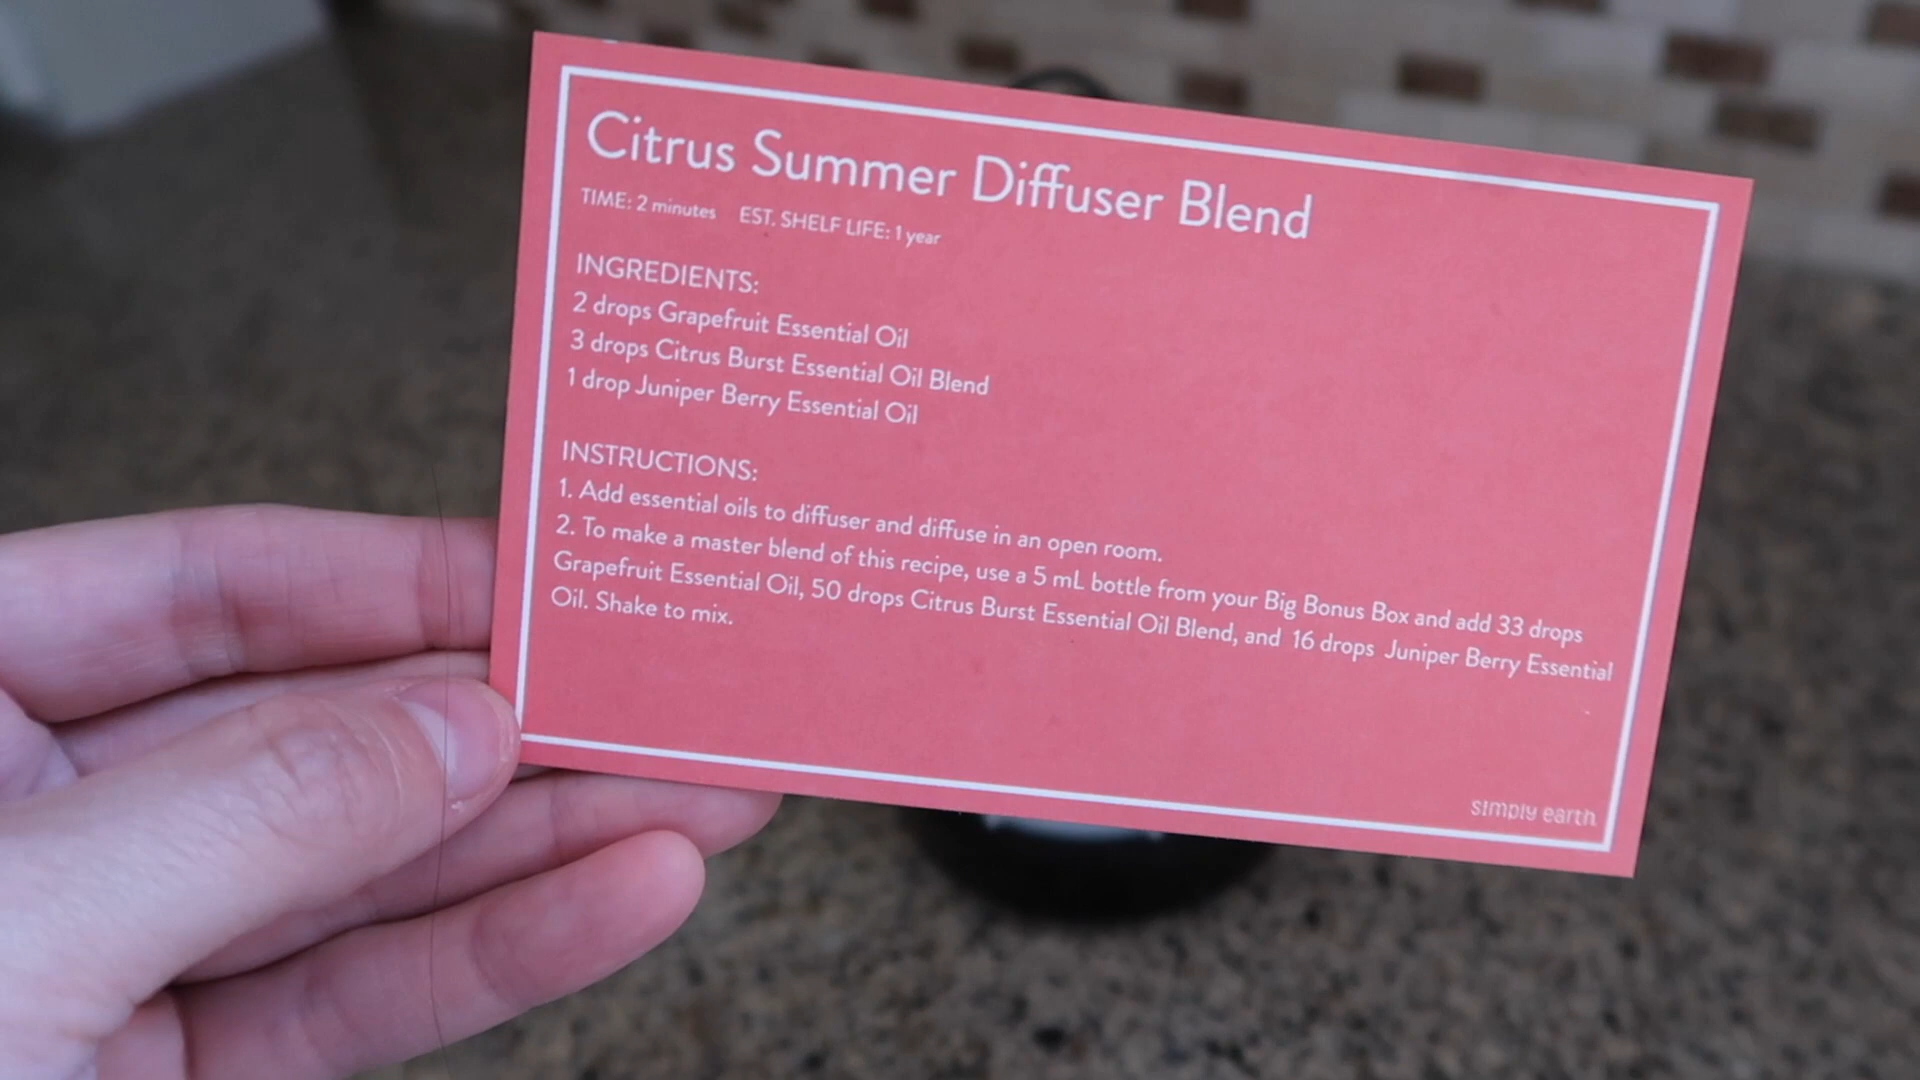 Citrus Summer Diffuser Blend
TIME: 2 minutes EST. SHELF LIFE: 1 year
INGREDIENTS:
2 drops Grapefruit Essential Oil
3 drops Citrus Burst Essential Oil Blend
1 drop Juniper Berry Essential Oil
INSTRUCTIONS:
1. Add essential oils to diffuser and diffuse in an open room.
2. To make a master blend of this recipe, use a 5 mL bottle from your Big Bonus Box and add 33 drops
Grapefruit Essential Oil, 50 drops Citrus Burst Essential Oil Blend, and 16 drops Juniper Berry Essential
Oil. Shake to mix.
simply earth